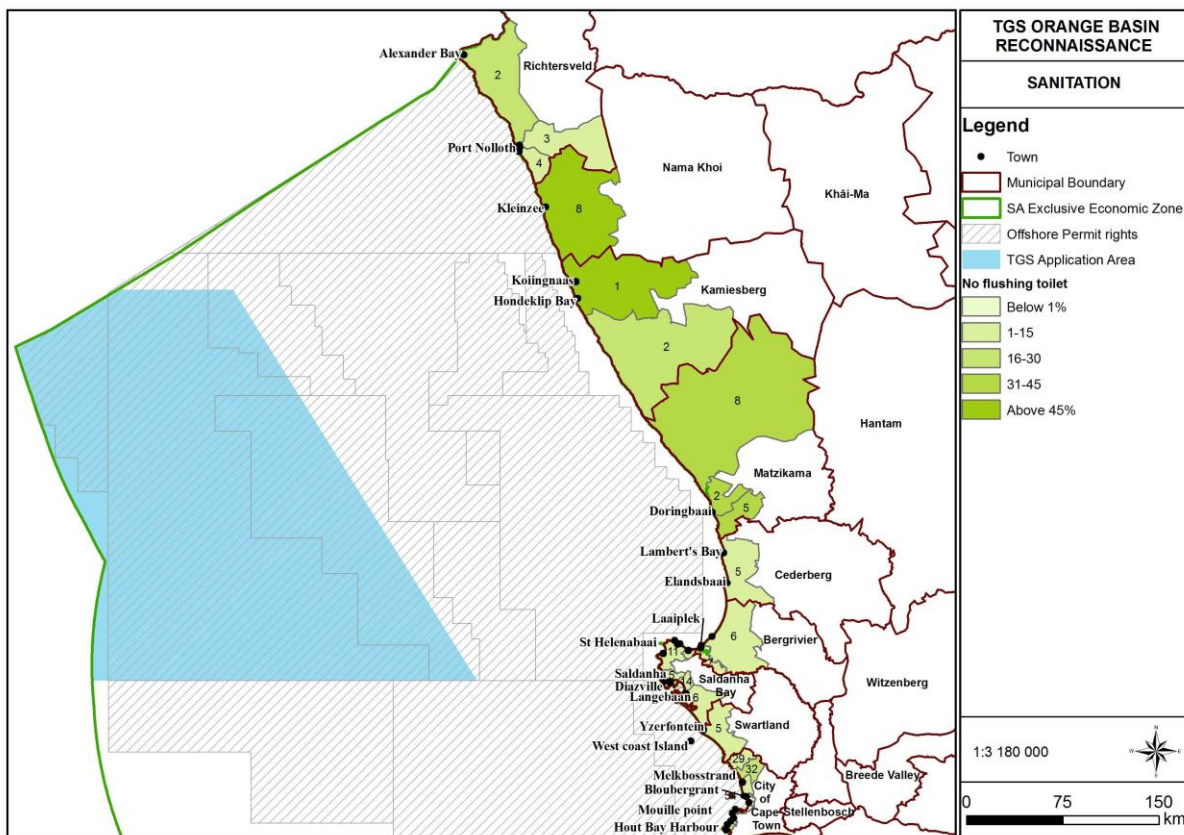 TGS ORANGE BASIN
RECONNAISSANCE
SANITATION
Legend
Town
Municipal Boundary
SA Exclusive Economic Zone
Offshore Permit rights
TGS Application Area
No flushing toilet
Below 1%
1-15
16-30
31-45
Above 45%
1:3 180 000
N
W E
S
0 75 150
km
Alexander Bay
Richtersveld
2
3
Port Nolloth
4
Nama Khoi
Khâi-Ma
Kleinzee
8
Koiingnaas
1
Kamiesberg
Hondeklip Bay
2
8
Hantam
Matzikama
2
Doringbaai
5
Lambert's Bay
5
Cederberg
Elandsbaai
Laaiplek
6
Bergrivier
St Helenabaai
11
Saldanha
5
14
Saldanha
Bay
Diazville
Langebaan
6
Witzenberg
Yzerfontein
5
Swartland
West coast Island
29
32
Melkbosstrand
Breede Valley
Bloubergrant
City
of
Cape
Town
Stellenbosch
Mouille point
Hout Bay Harbour